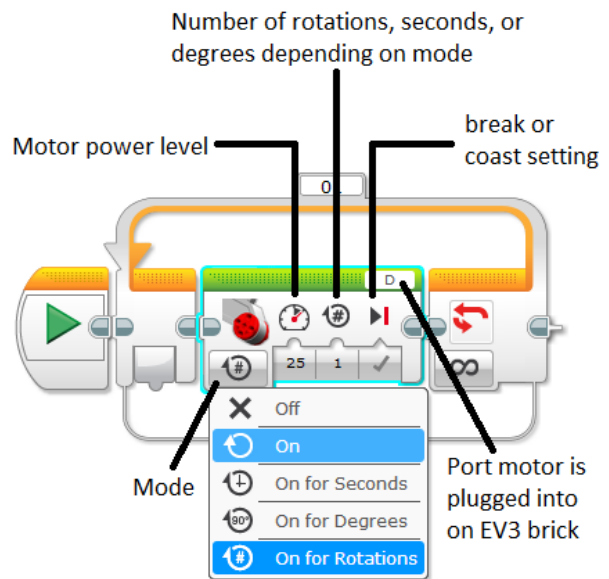 Number of rotations, seconds, or
degrees depending on mode
Motor power level
break or
coast setting
D
#
#
25
1
Off
On
On for Seconds
90°
On for Degrees
#
On for Rotations
Mode
Port motor is
plugged into
on EV3 brick